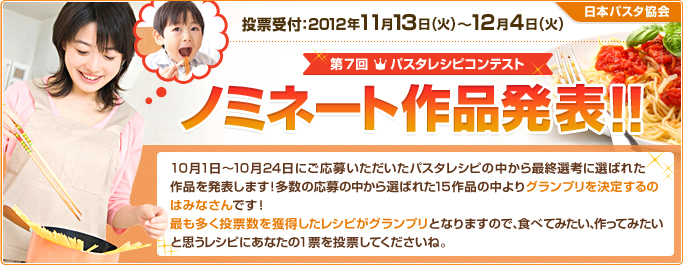 日本パスタ協会
投票受付：2012年11月13日(火)～12月4日(火)
第7回 パスタレシピコンテスト
ノミネート作品発表!!
10月1日～10月24日にご応募いただいたパスタレシピの中から最終選考に選ばれた
作品を発表します！多数の応募の中から選ばれた15作品の中よりグランプリを決定するの
はみなさんです！
最も多く投票数を獲得したレシピがグランプリとなりますので、食べてみたい、作ってみたい
と思うレシピにあなたの1票を投票してくださいね。